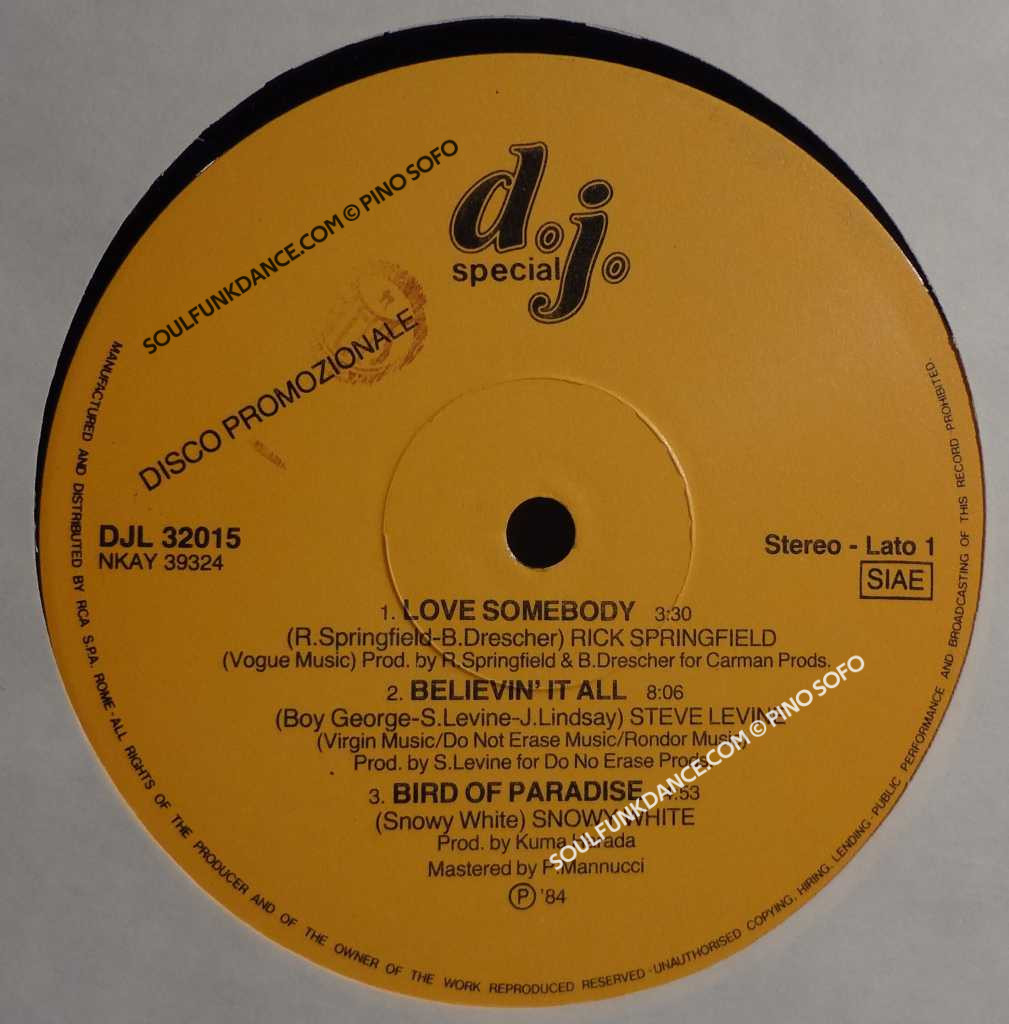 d.j.
special
SOULFUNKDANCE.COM © PINO SOFO
DISCO PROMOZIONALE
DJL 32015
NKAY 39324
Stereo - Lato 1
SIAE
1. LOVE SOMEBODY 3:30
(R.Springfield-B.Drescher) RICK SPRINGFIELD
(Vogue Music) Prod. by R.Springfield & B.Drescher for Carman Prods.
2. BELIEVIN' IT ALL 8:06
(Boy George-S.Levine-J.Lindsay) STEVE LEVINE
(Virgin Music/Do Not Erase Music/Rondor Music)
Prod. by S.Levine for Do No Erase Prods.
3. BIRD OF PARADISE :53
(Snowy White) SNOWY WHITE
Prod. by Kuma Harada
Mastered by F.Mannucci
Ⓟ '84
SOULFUNKDANCE.COM © PINO SOFO
MANUFACTURED AND DISTRIBUTED BY RCA S.P.A. ROME - ALL RIGHTS OF THE PRODUCER AND OF THE OWNER OF THE WORK REPRODUCED RESERVED - UNAUTHORISED COPYING, HIRING, LENDING - PUBLIC PERFORMANCE AND BROADCASTING OF THIS RECORD PROHIBITED.